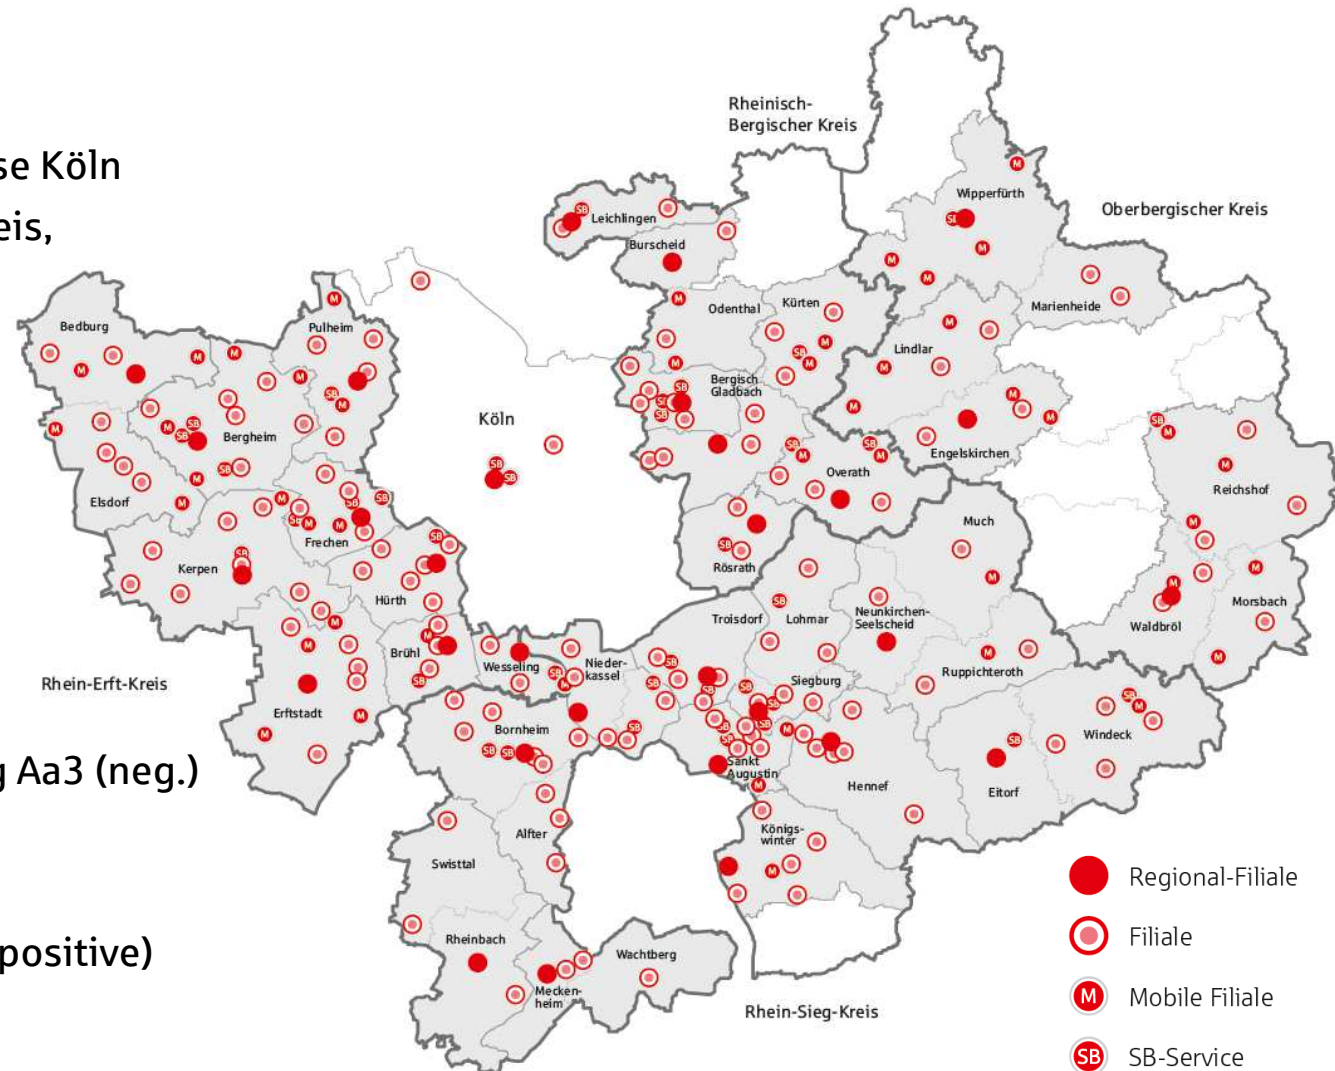 se Köln
eis,
g Aa3 (neg.)
positive)
Rheinisch-
Bergischer Kreis
Oberbergischer Kreis
Wipperfürth
Leichlingen
Burscheid
Marienheide
Odenthal
Kürten
Lindlar
Bedburg
Pulheim
Bergisch
Gladbach
Köln
Bergheim
Engelskirchen
Overath
Reichshof
Elsdorf
Frechen
Much
Kerpen
Rösrath
Hürth
Troisdorf
Lohmar
Neunkirchen-
Seelscheid
Waldbröl
Morsbach
Brühl
Wesseling
Nieder-
kassel
Ruppichteroth
Siegburg
Rhein-Erft-Kreis
Erftstadt
Bornheim
Windeck
Sankt
Augustin
Hennef
Eitorf
Alfter
Königs-
winter
Swisttal
Rheinbach
Wachtberg
Mecken-
heim
Rhein-Sieg-Kreis
Regional-Filiale
Filiale
M Mobile Filiale
SB SB-Service